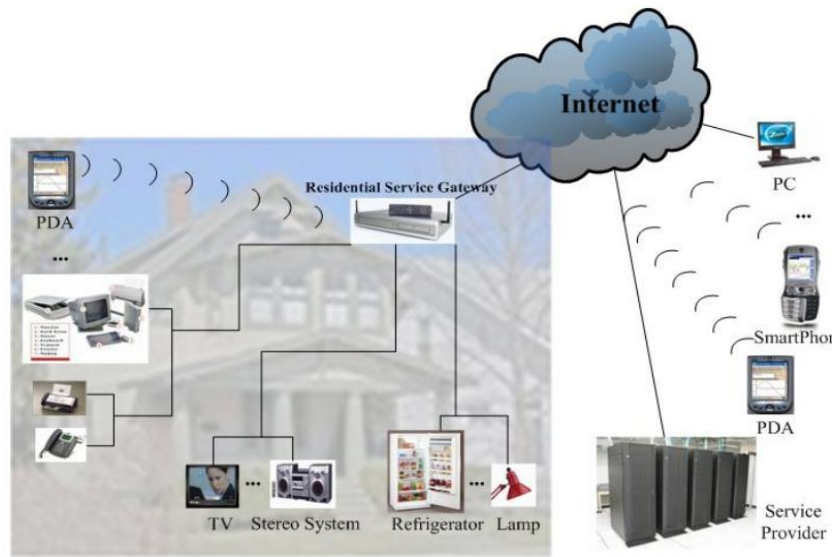 Internet
Residential Service Gateway
PC
PDA
...
...
SmartPhon
PDA
...
...
TV
Stereo System
Refrigerator
Lamp
Service
Provider